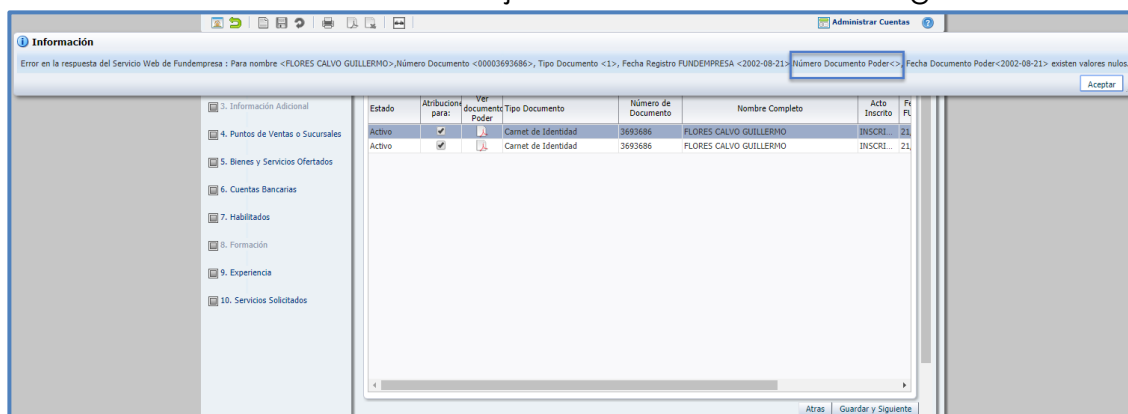 Administrar Cuentas
Información
Error en la respuesta del Servicio Web de Fundempresa : Para nombre <FLORES CALVO GUILLERMO>,Número Documento <00003693686>, Tipo Documento <1>, Fecha Registro FUNDEMPRESA <2002-08-21> Número Documento Poder<>, Fecha Documento Poder<2002-08-21> existen valores nulos.
Aceptar
3. Información Adicional
4. Puntos de Ventas o Sucursales
5. Bienes y Servicios Ofertados
6. Cuentas Bancarias
7. Habilitados
8. Formación
9. Experiencia
10. Servicios Solicitados
Estado Atribucione para: Ver documento Poder Tipo Documento Número de Documento Nombre Completo Acto Inscrito
Activo Carnet de Identidad 3693686 FLORES CALVO GUILLERMO INSCRI... 21,
Activo Carnet de Identidad 3693686 FLORES CALVO GUILLERMO INSCRI... 21,
Atras Guardar y Siguiente